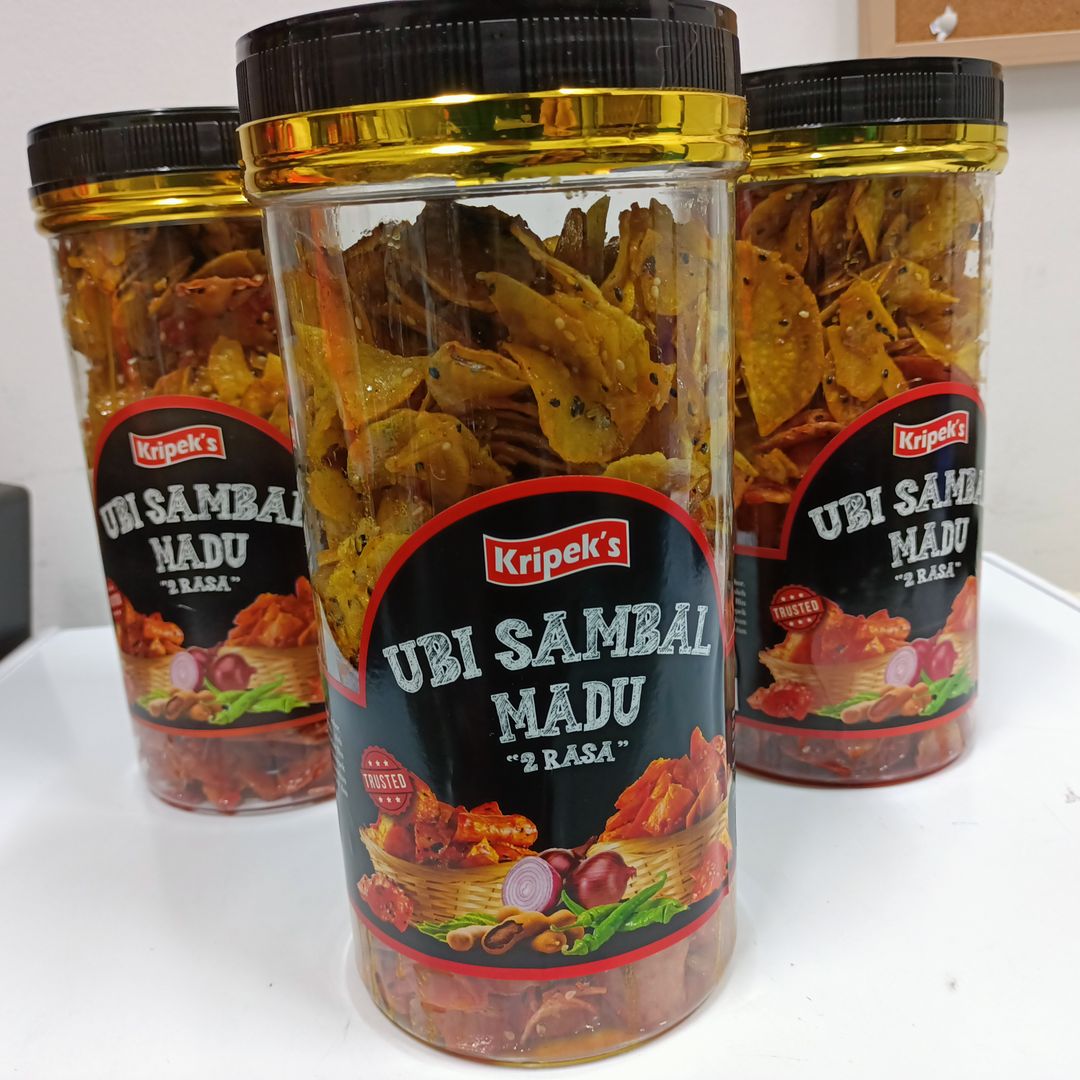 Kripek's
UBI SAMBAL
MADU
"2 RASA"
TRUSTED
Kripek's
UBI SAMBAL
MADU
"2 RASA"
Kripek's
UBI SAMBA
MADU
"2 RASA"
TRUSTED